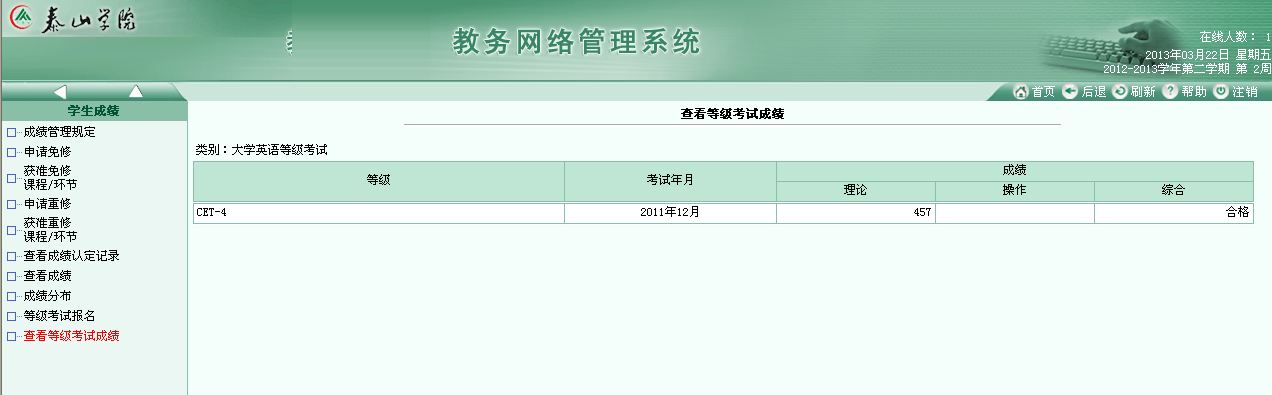 泰山学院
教务网络管理系统
在线人数： 1
2013年03月22日 星期五
2012-2013学年第二学期 第 2周
首页 后退 刷新 帮助 注销
学生成绩
成绩管理规定
申请免修
获准免修
课程/环节
申请重修
获准重修
课程/环节
查看成绩认定记录
查看成绩
成绩分布
等级考试报名
查看等级考试成绩
查看等级考试成绩
类别：大学英语等级考试
等级 考试年月 成绩
理论 操作 综合
CET-4 2011年12月 457 合格